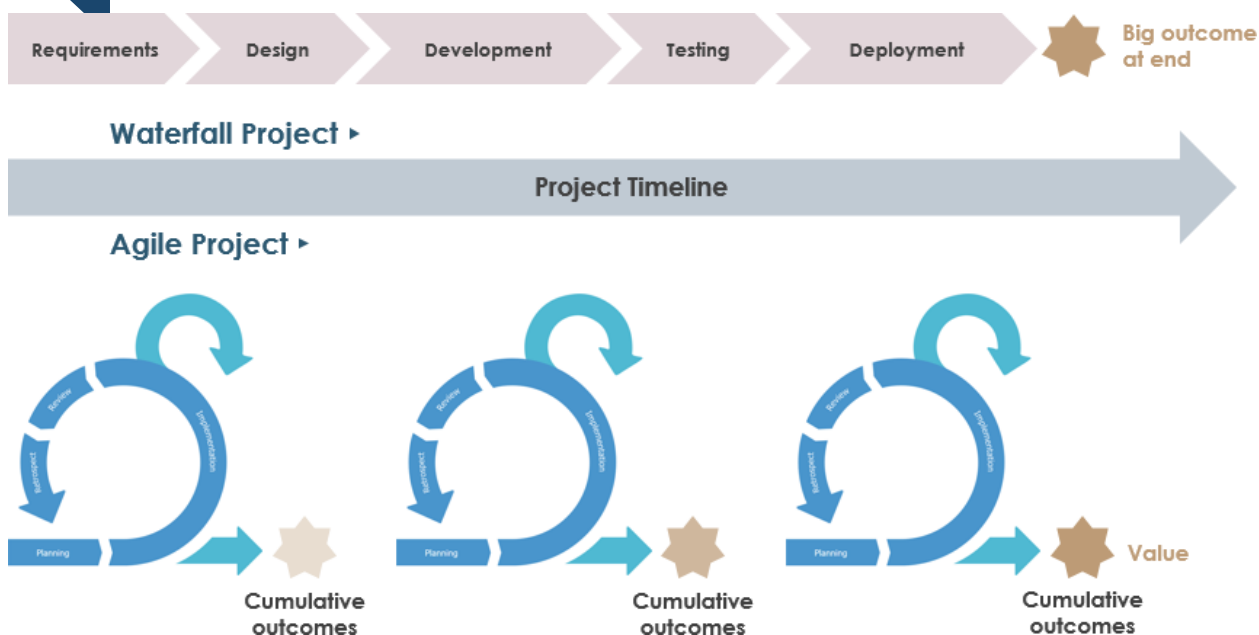 Requirements
Design
Development
Testing
Deployment
Big outcome
at end
Waterfall Project
Project Timeline
Agile Project
Review
Implementation
Retrospect
Planning
Cumulative
outcomes
Review
Implementation
Retrospect
Planning
Cumulative
outcomes
Review
Implementation
Retrospect
Planning
Value
Cumulative
outcomes